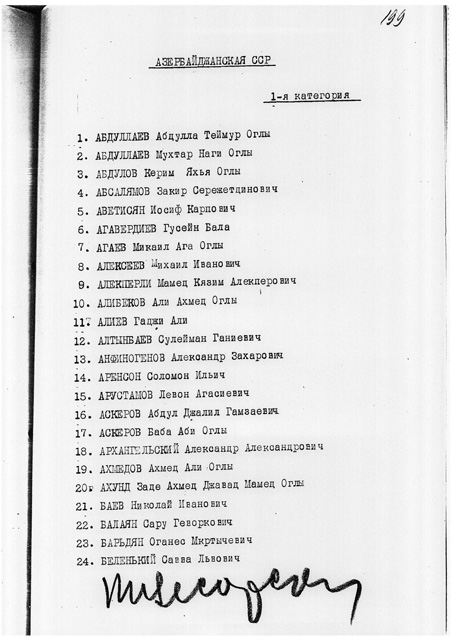 199
АЗЕРБАЙДЖАНСКАЯ ССР
1-я категория
1. АБДУЛЛАЕВ Абдулла Теймур Оглы
2. АБДУЛЛАЕВ Мухтар Наги Оглы
3. АБДУЛОВ Керим Яхья Оглы
4. АБСАЛЯМОВ Закир Сережетдинович
5. АВЕТИСЯН Иосиф Карпович
6. АГАВЕРДИЕВ Гусейн Бала
7. АГАЕВ Микаил Ага Оглы
8. АЛЕКСЕЕВ Михаил Иванович
9. АЛЕКПЕРЛИ Мамед Кязим Алекперович
10. АЛИБЕКОВ Али Ахмед Оглы
11. АЛИЕВ Гаджи Али
12. АЛТЫНБАЕВ Сулейман Ганиевич
13. АНФИНОГЕНОВ Александр Захарович
14. АРЕНСОН Соломон Ильич
15. АРУСТАМОВ Левон Агасиевич
16. АСКЕРОВ Абдул Джалил Гамзаевич
17. АСКЕРОВ Баба Аби Оглы
18. АРХАНГЕЛЬСКИЙ Александр Александрович
19. АХМЕДОВ Ахмед Али Оглы
20. АХУНД Заде Ахмед Джавад Мамед Оглы
21. БАЕВ Николай Иванович
22. БАЛАЯН Сару Геворкович
23. БАРЬДЯН Оганес Мкртычевич
24. БЕЛЕНЬКИЙ Савва Львович